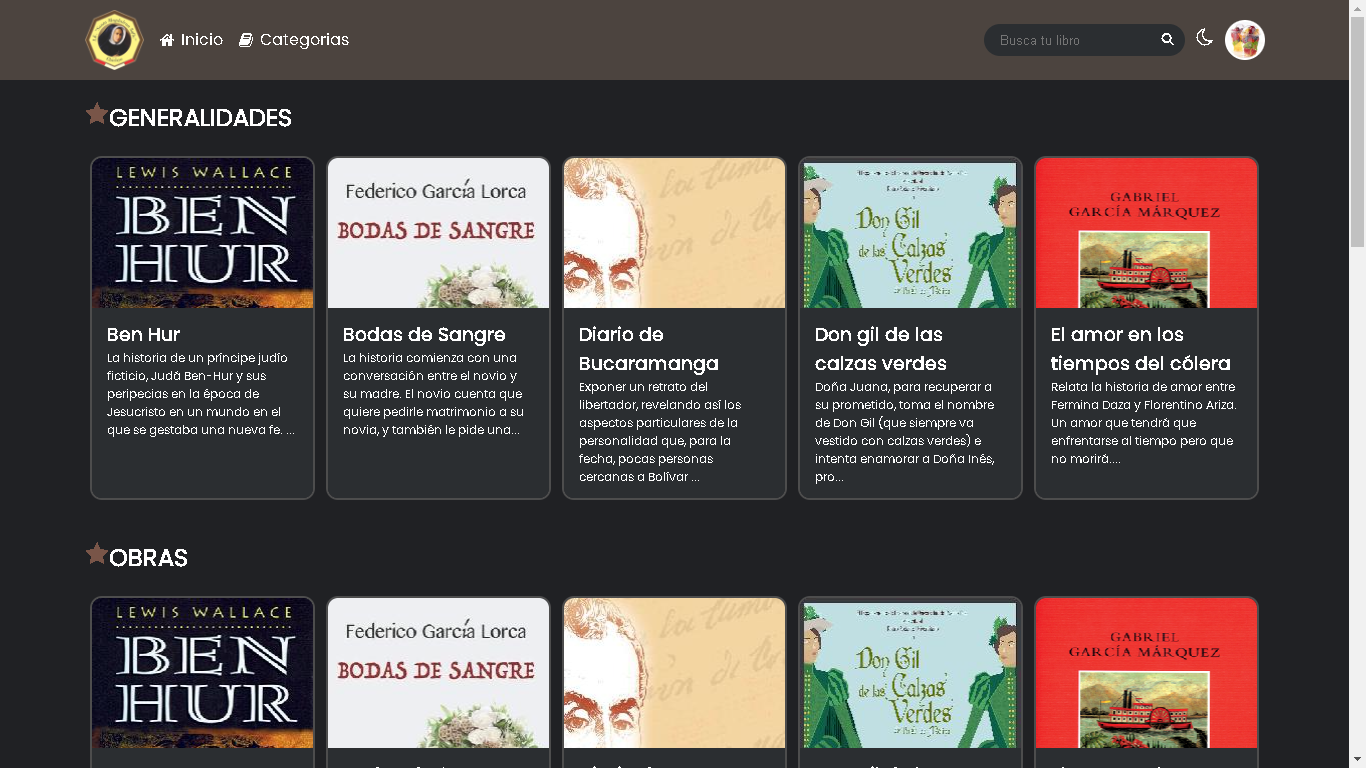 Inicio
Categorias
Busca tu libro
GENERALIDADES
LEWIS WALLACE
BEN
HUR
Federico García Lorca
BODAS DE SANGRE
Don Gil
de las Calzas
Verdes
GABRIEL
GARCÍA MÁRQUEZ
Ben Hur
La historia de un príncipe judío
ficticio, Judá Ben-Hur y sus
peripecias en la época de
Jesucristo en un mundo en el
que se gestaba una nueva fe. ...
Bodas de Sangre
La historia comienza con una
conversación entre el novio y
su madre. El novio cuenta que
quiere pedirle matrimonio a su
novia, y también le pide una...
Diario de
Bucaramanga
Exponer un retrato del
libertador, revelando así los
aspectos particulares de la
personalidad que, para la
fecha, pocas personas
cercanas a Bolívar ...
Don gil de las
calzas verdes
Doña Juana, para recuperar a
su prometido, toma el nombre
de Don Gil (que siempre va
vestido con calzas verdes) e
intenta enamorar a Doña Inés,
pro...
El amor en los
tiempos del cólera
Relata la historia de amor entre
Fermina Daza y Florentino Ariza.
Un amor que tendrá que
enfrentarse al tiempo pero que
no morirá....
OBRAS
LEWIS WALLACE
BEN
HUR
Federico García Lorca
BODAS DE SANGRE
Don Gil
de las Calzas
Verdes
GABRIEL
GARCÍA MÁRQUEZ